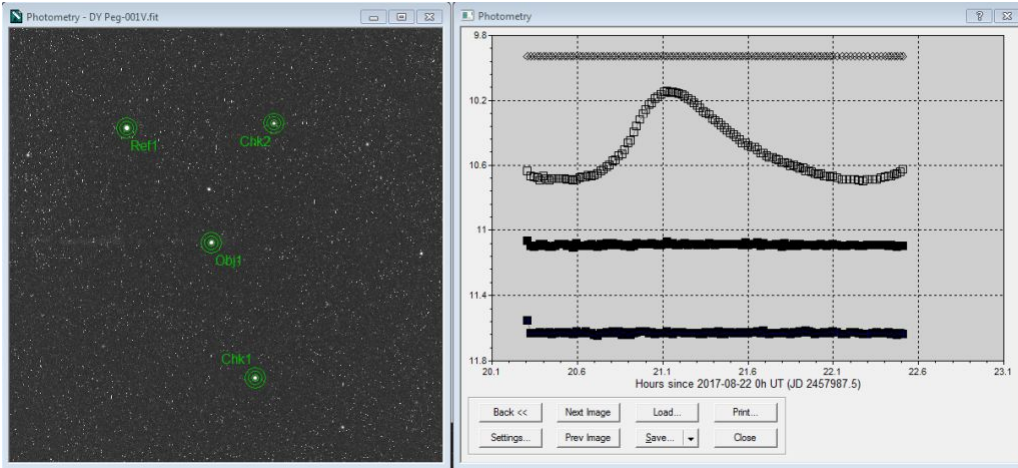 Photometry - DY Peg-001V.fit
Ref1
Chk2
Obj1
Chk1
Photometry
9.8
10.2
10.6
11
11.4
11.8
20.1 20.6 21.1 21.6 22.1 22.6 23.1
Hours since 2017-08-22 0h UT (JD 2457987.5)
Back << Next Image Load... Print...
Settings... Prev Image Save... Close